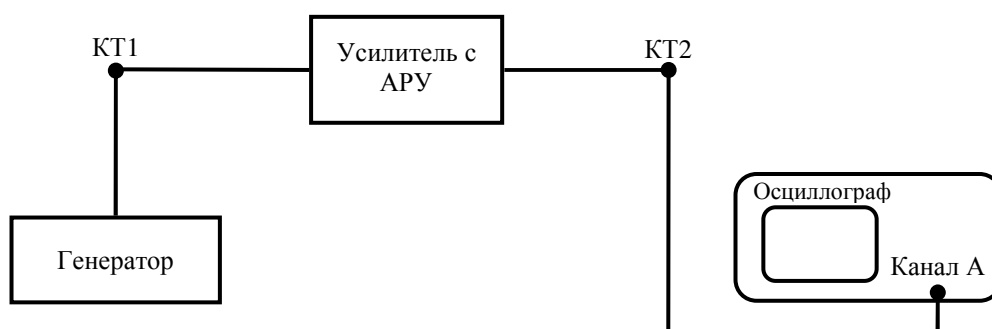 КТ1
Усилитель с
АРУ
КТ2
Осциллограф
Генератор
Канал А